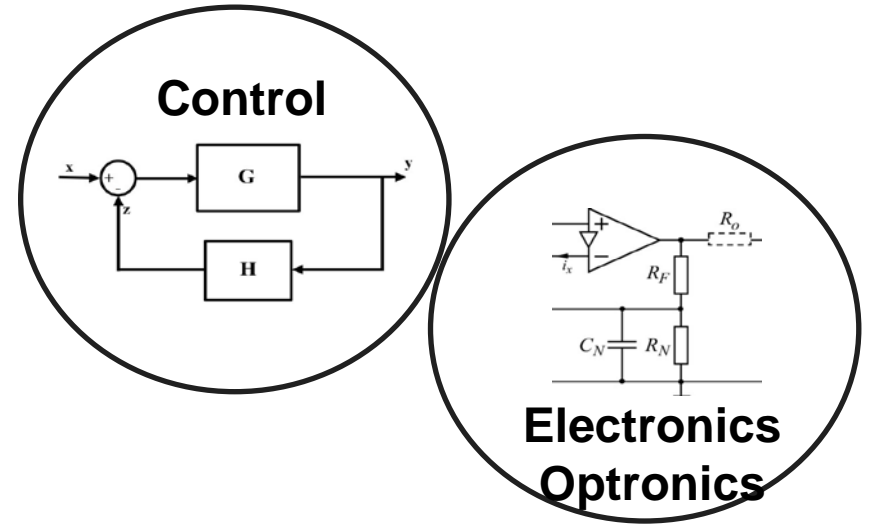 Control
x
+
-
G
y
z
H
+
−
i_x
R_o
R_F
C_N
R_N
Electronics
Optronics